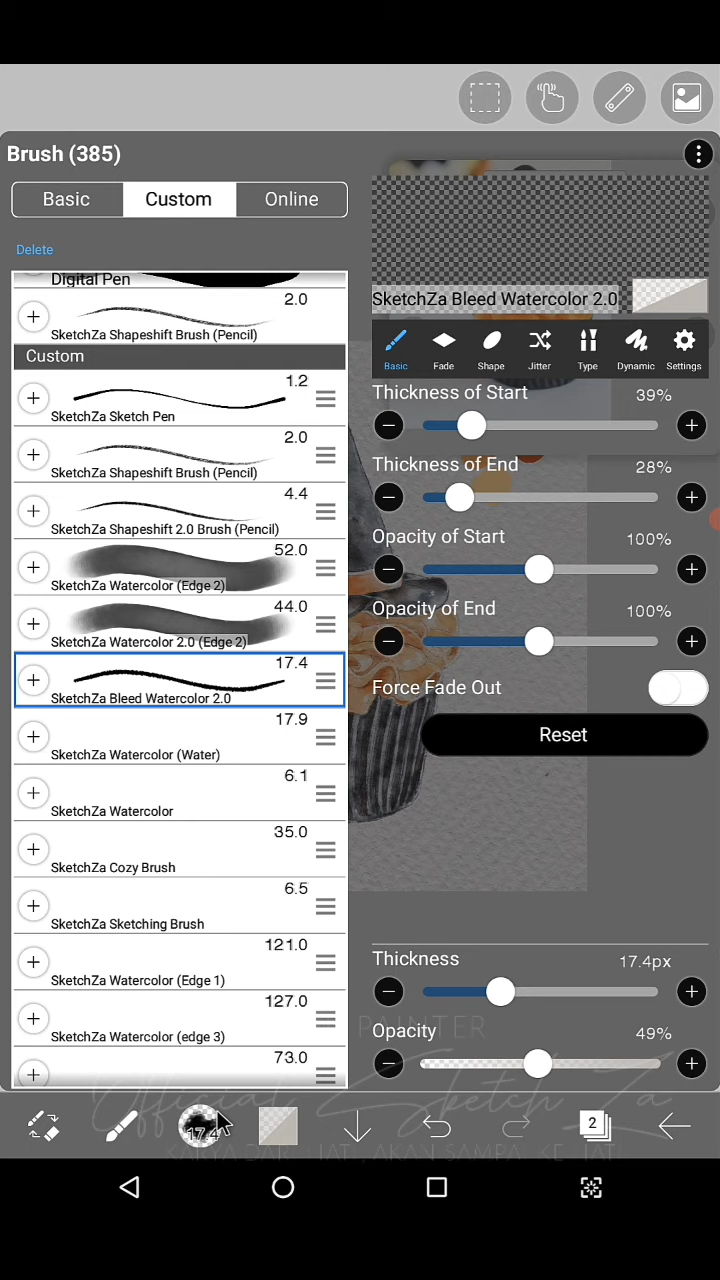 Brush (385)
Basic
Custom
Online
Delete
Digital Pen
2.0
SketchZa Shapeshift Brush (Pencil)
Custom
1.2
SketchZa Sketch Pen
2.0
SketchZa Shapeshift Brush (Pencil)
4.4
SketchZa Shapeshift 2.0 Brush (Pencil)
52.0
SketchZa Watercolor (Edge 2)
44.0
SketchZa Watercolor 2.0 (Edge 2)
17.4
SketchZa Bleed Watercolor 2.0
17.9
SketchZa Watercolor (Water)
6.1
SketchZa Watercolor
35.0
SketchZa Cozy Brush
6.5
SketchZa Sketching Brush
121.0
SketchZa Watercolor (Edge 1)
127.0
SketchZa Watercolor (edge 3)
73.0
SketchZa Bleed Watercolor 2.0
Basic
Fade
Shape
Jitter
Type
Dynamic
Settings
Thickness of Start
39%
Thickness of End
28%
Opacity of Start
100%
Opacity of End
100%
Force Fade Out
Reset
Thickness
17.4px
Opacity
49%
PAINTER
Official Sketch Za
17.4
2